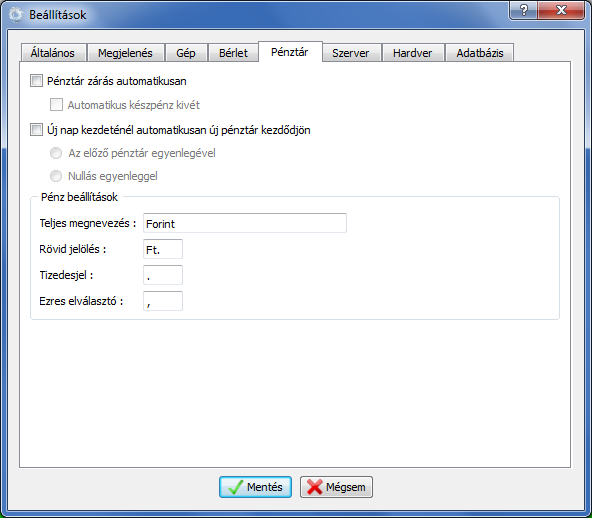 Beállítások
Általános Megjelenés Gép Bérlet Pénztár Szerver Hardver Adatbázis
Pénztár zárás automatikusan
Automatikus készpénz kivét
Új nap kezdeténél automatikusan új pénztár kezdődjön
Az előző pénztár egyenlegével
Nullás egyenleggel
Pénz beállítások
Teljes megnevezés : Forint
Rövid jelölés : Ft.
Tizedesjel : .
Ezres elválasztó : ,
Mentés Mégsem